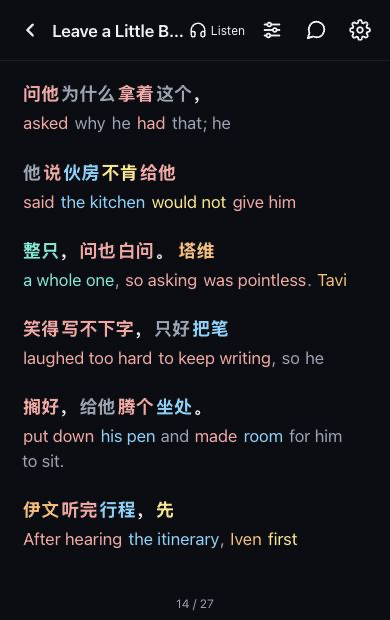 Leave a Little B... Listen
问他为什么拿着这个，
asked why he had that; he
他说伙房不肯给他
said the kitchen would not give him
整只，问也白问。塔维
a whole one, so asking was pointless. Tavi
笑得写不下字，只好把笔
laughed too hard to keep writing, so he
搁好，给他腾个坐处。
put down his pen and made room for him
to sit.
伊文听完行程，先
After hearing the itinerary, Iven first
14 / 27